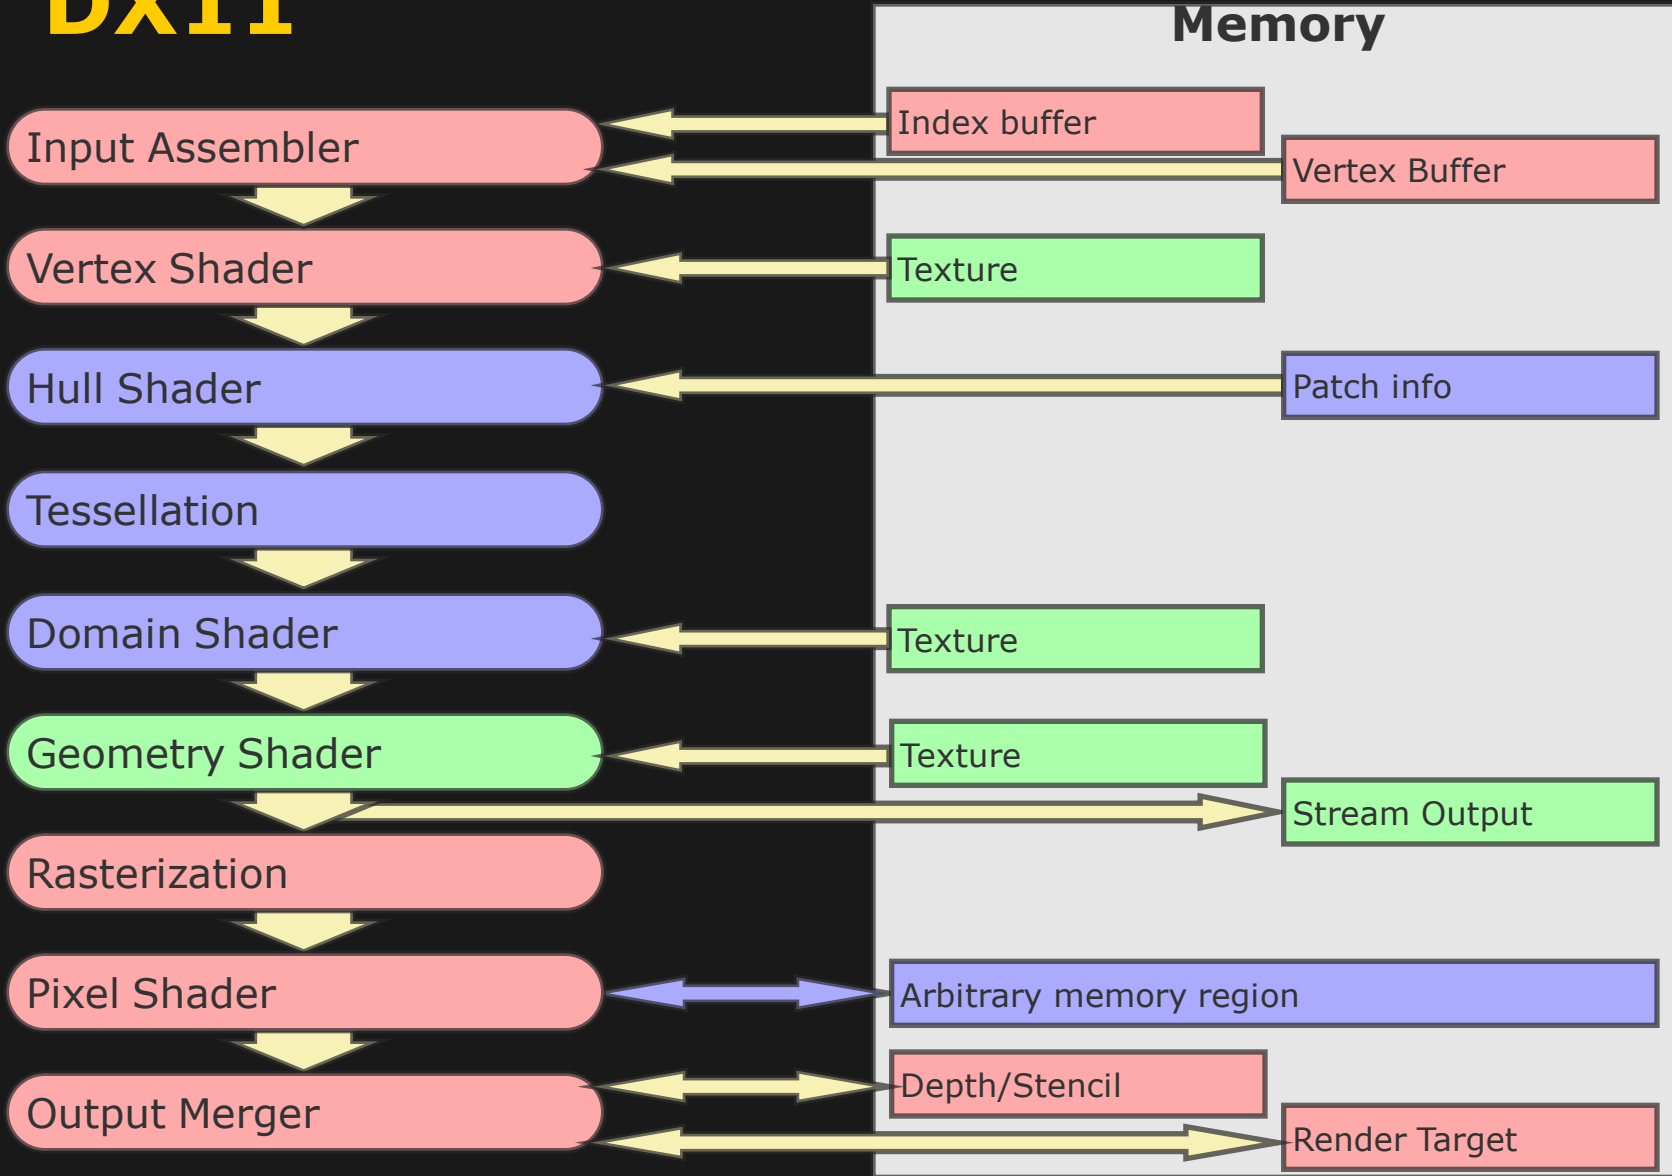 DX11
Memory
Input Assembler
Index buffer
Vertex Buffer
Vertex Shader
Texture
Hull Shader
Patch info
Tessellation
Domain Shader
Texture
Geometry Shader
Texture
Stream Output
Rasterization
Pixel Shader
Arbitrary memory region
Output Merger
Depth/Stencil
Render Target